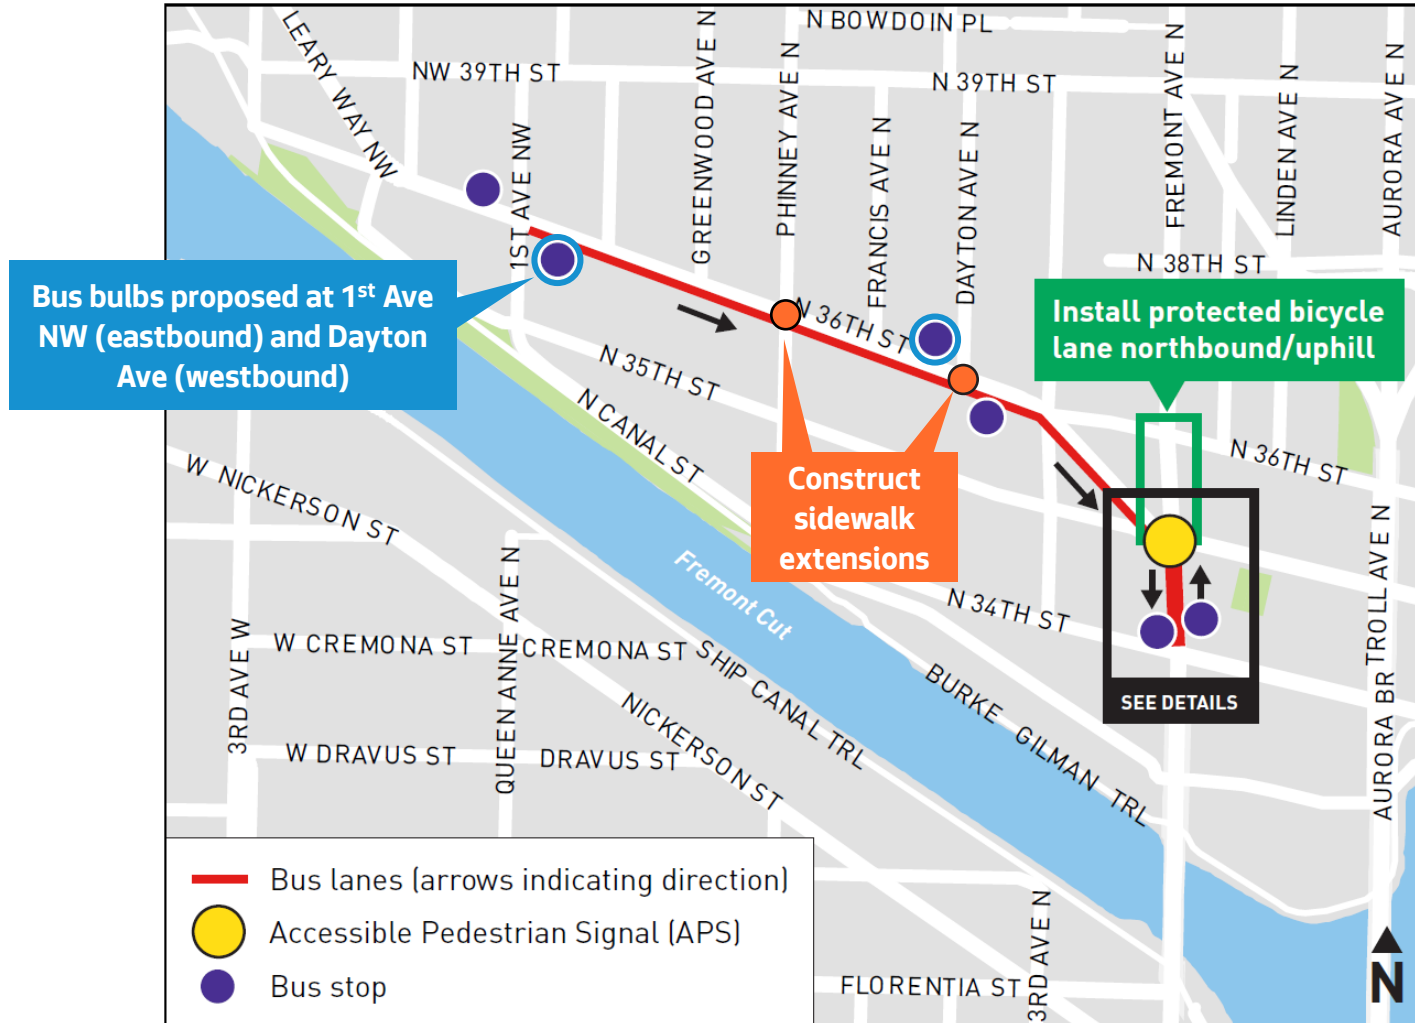 N BOWDOIN PL
LEARY WAY NW
NW 39TH ST
N 39TH ST
GREENWOOD AVE N
PHINNEY AVE N
FRANCIS AVE N
DAYTON AVE N
FREMONT AVE N
LINDEN AVE N
AURORA AVE N
1ST AVE NW
N 38TH ST
Bus bulbs proposed at 1st Ave
NW (eastbound) and Dayton
Ave (westbound)
Install protected bicycle
lane northbound/uphill
N 36TH ST
N 35TH ST
N CANAL ST
N 36TH ST
W NICKERSON ST
Construct
sidewalk
extensions
Fremont Cut
N 34TH ST
TROLL AVE N
3RD AVE W
W CREMONA ST
QUEEN ANNE AVE N
CREMONA ST
SHIP CANAL TRL
BURKE GILMAN TRL
SEE DETAILS
AURORA BR
NICKERSON ST
W DRAVUS ST
DRAVUS ST
Bus lanes (arrows indicating direction)
Accessible Pedestrian Signal (APS)
Bus stop
3RD AVE N
FLORENTIA ST
N